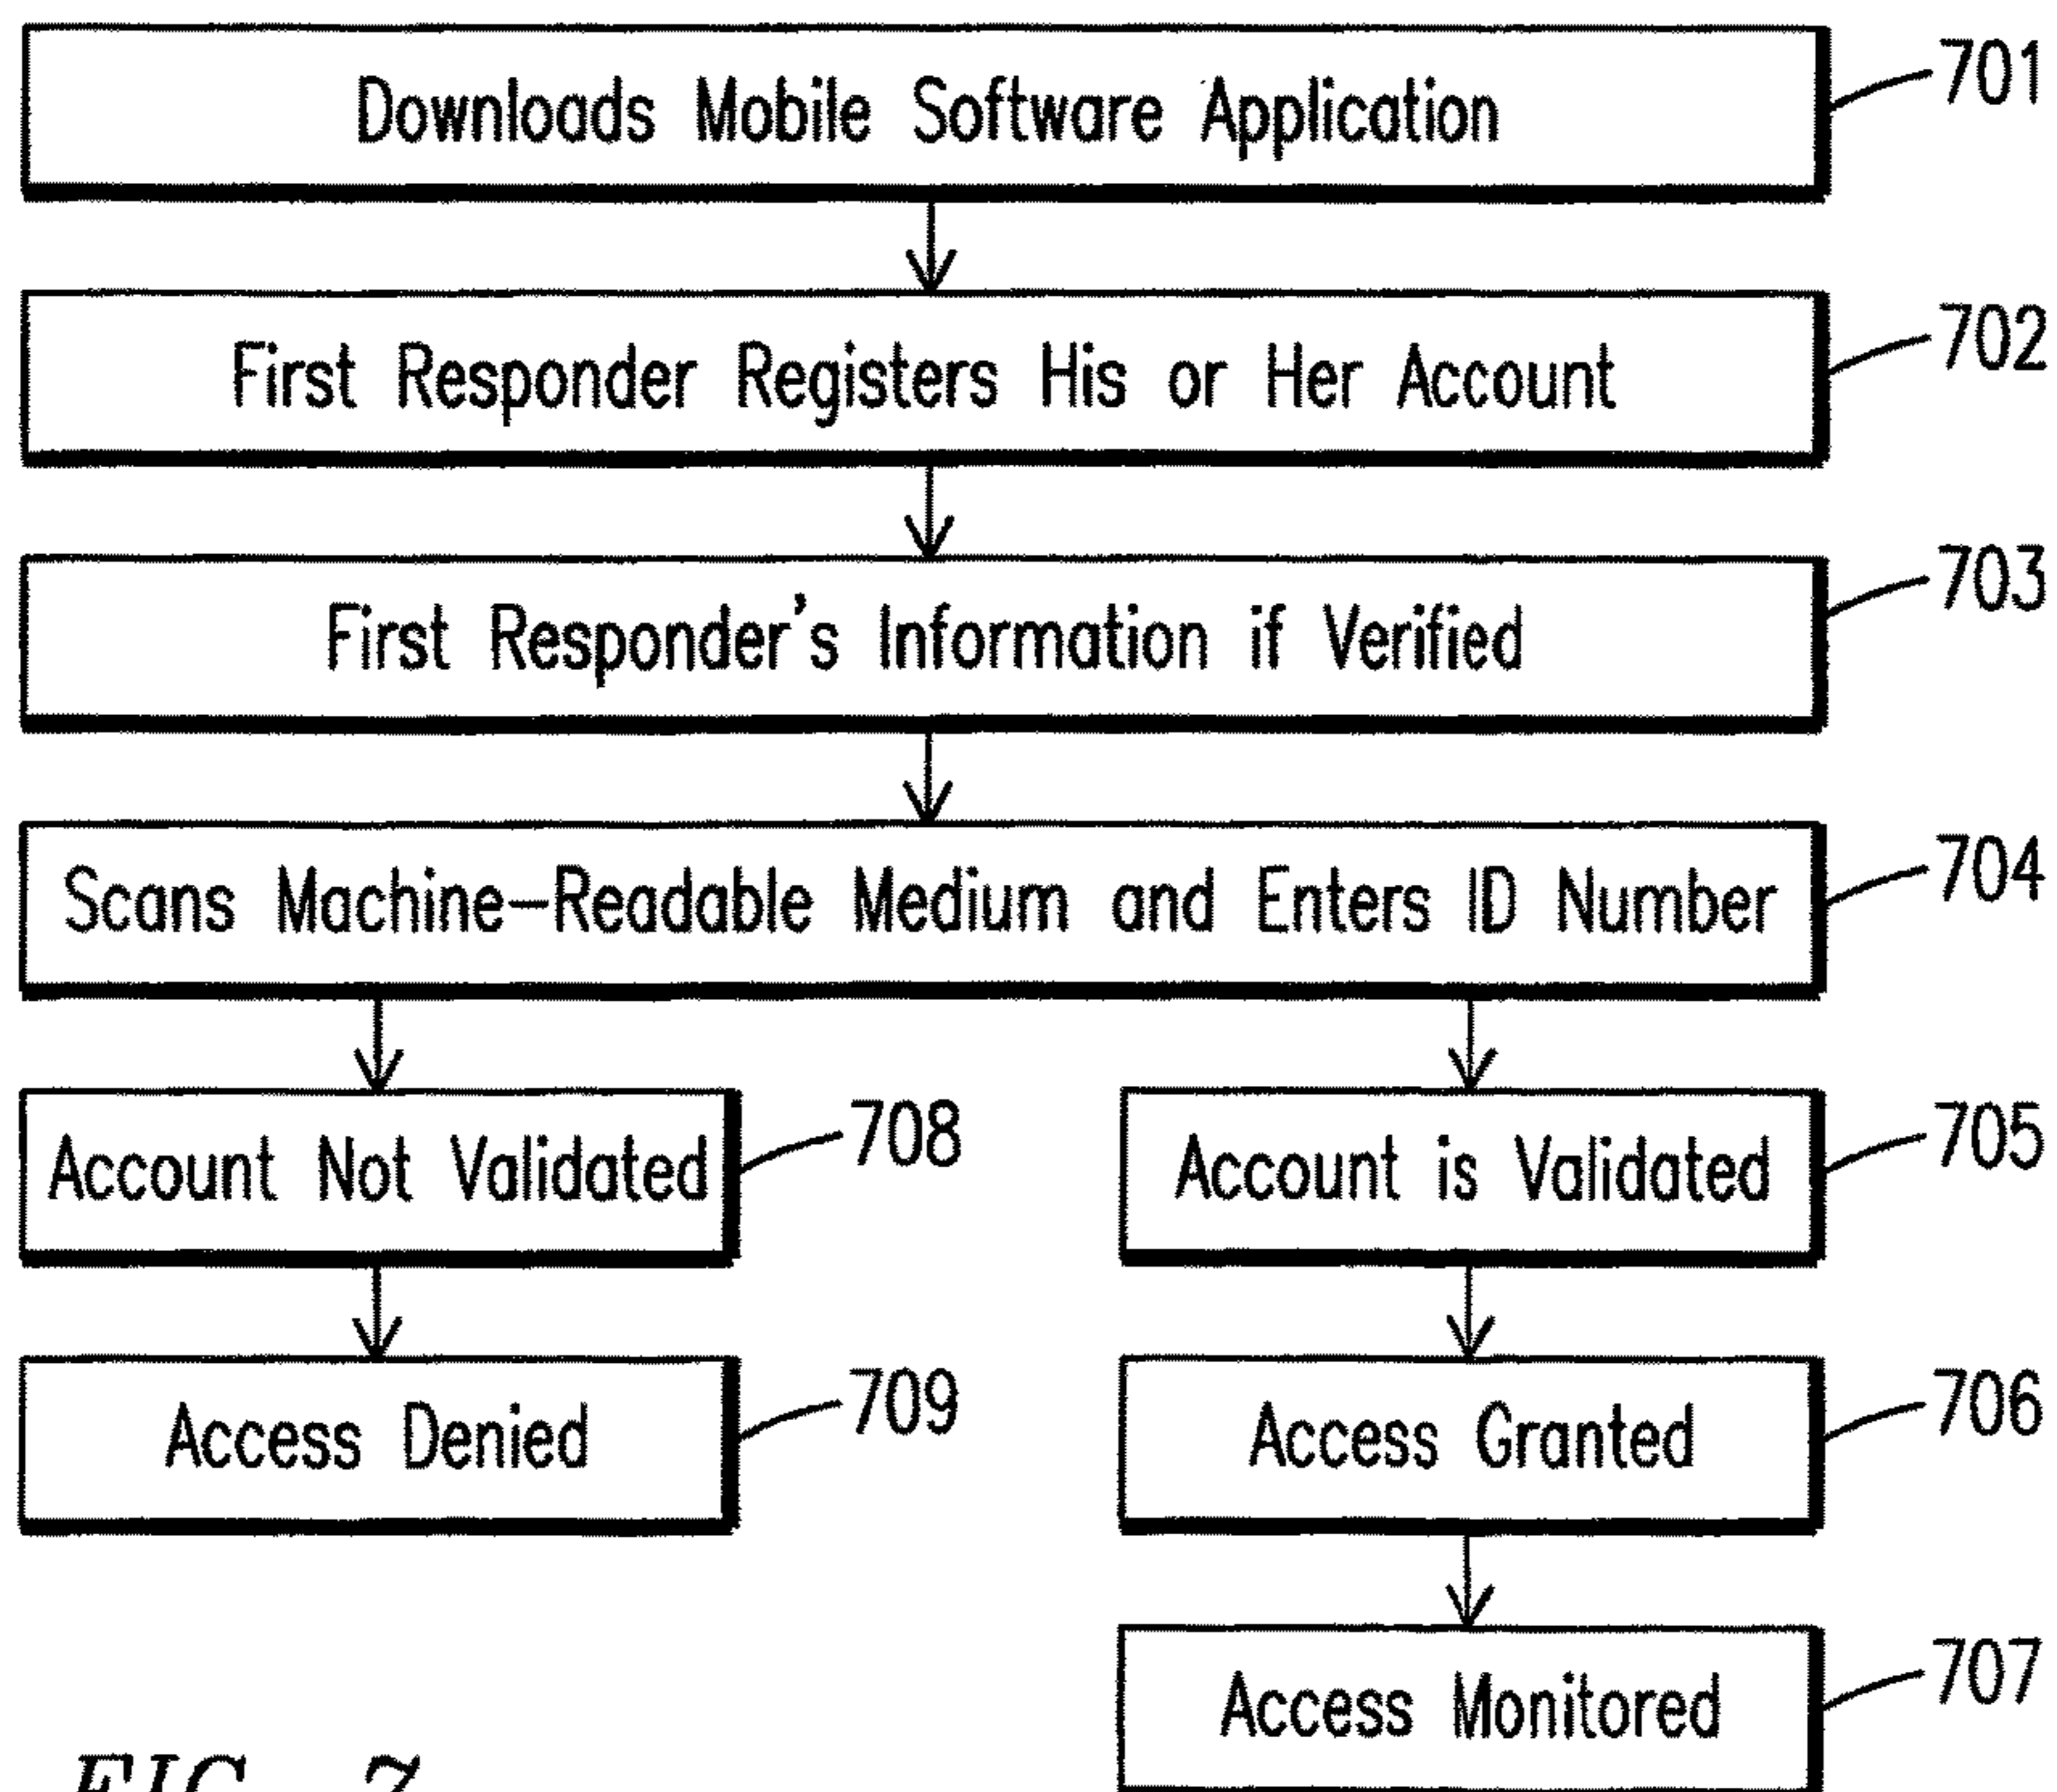 Downloads Mobile Software Application
701
First Responder Registers His or Her Account
702
First Responder's Information if Verified
703
Scans Machine-Readable Medium and Enters ID Number
704
Account Not Validated
708
Account is Validated
705
Access Denied
709
Access Granted
706
Access Monitored
707
FIG. 7